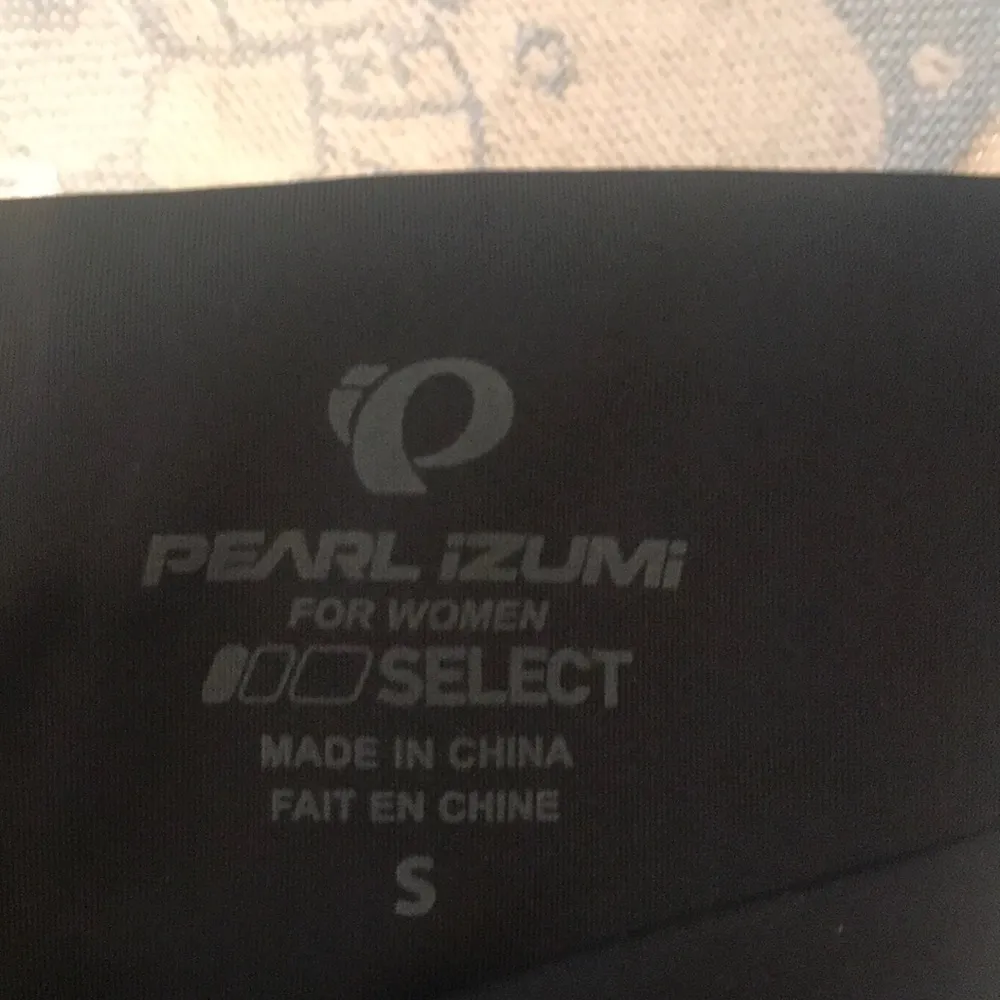 PEARL iZUMi
FOR WOMEN
SELECT
MADE IN CHINA
FAIT EN CHINE
S